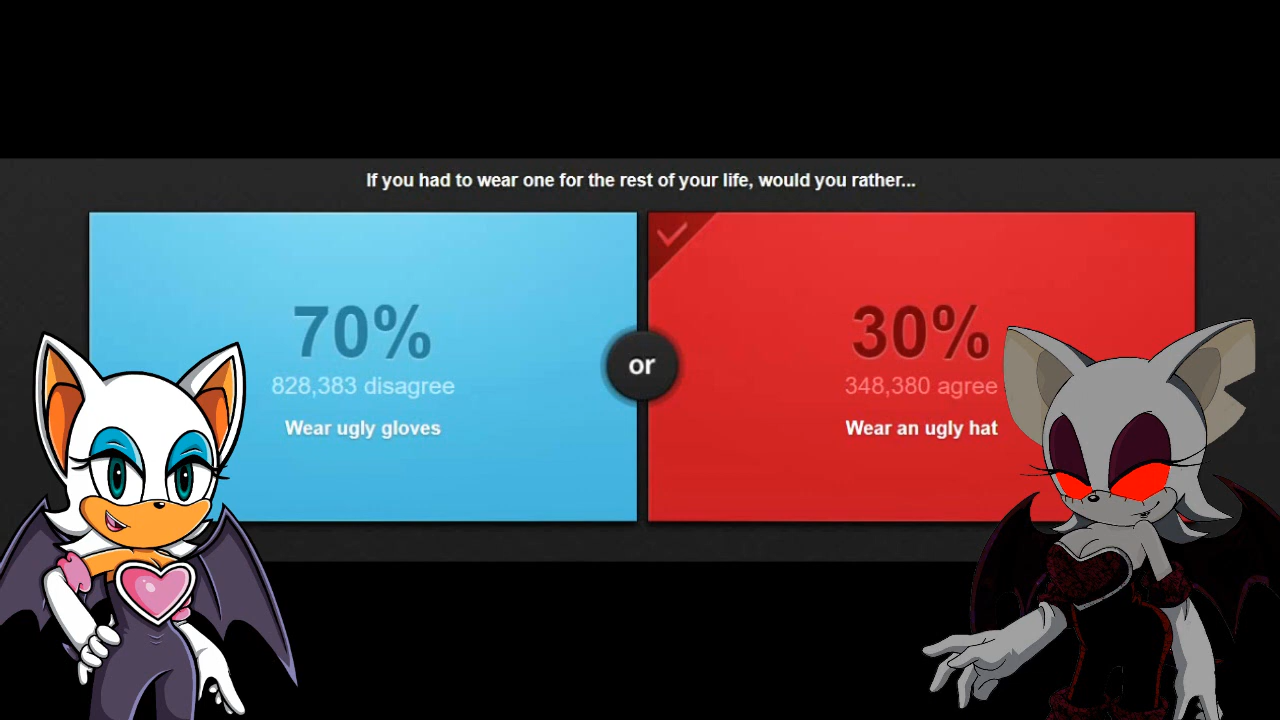 If you had to wear one for the rest of your life, would you rather...
70%
828,383 disagree
Wear ugly gloves
or
30%
348,380 agree
Wear an ugly hat